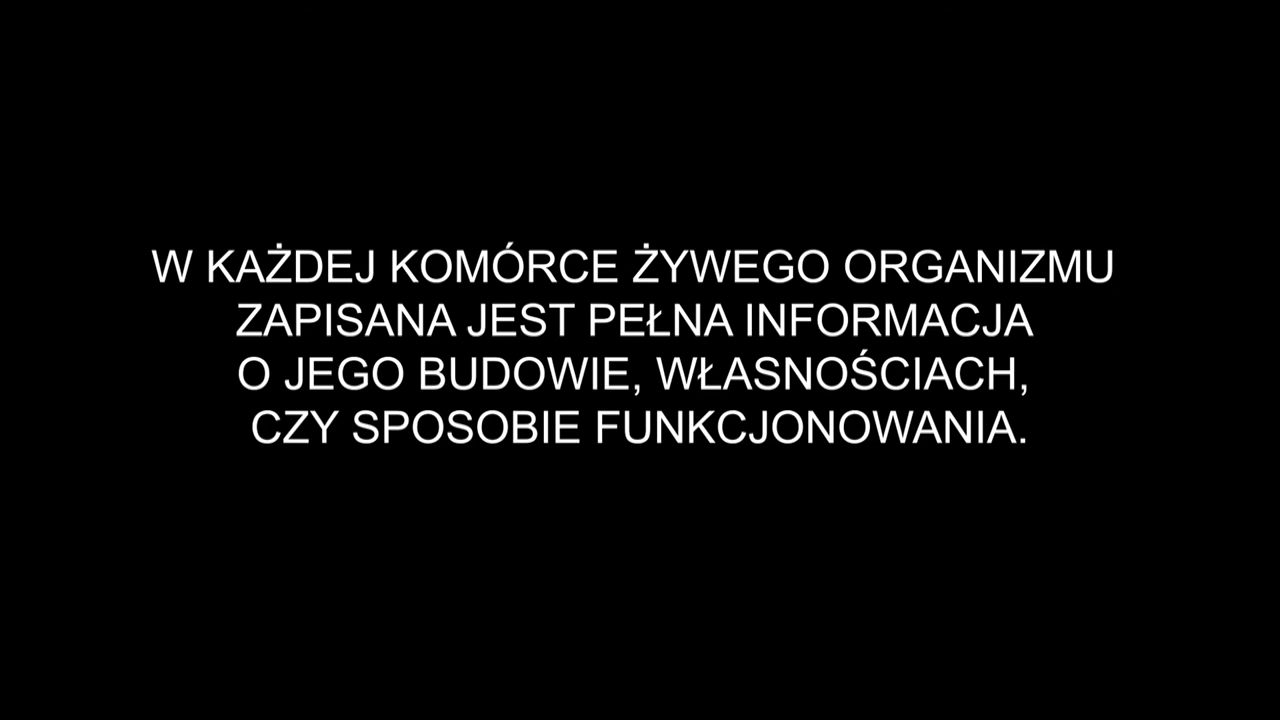 W KAŻDEJ KOMÓRCE ŻYWEGO ORGANIZMU
ZAPISANA JEST PEŁNA INFORMACJA
O JEGO BUDOWIE, WŁASNOŚCIACH,
CZY SPOSOBIE FUNKCJONOWANIA.